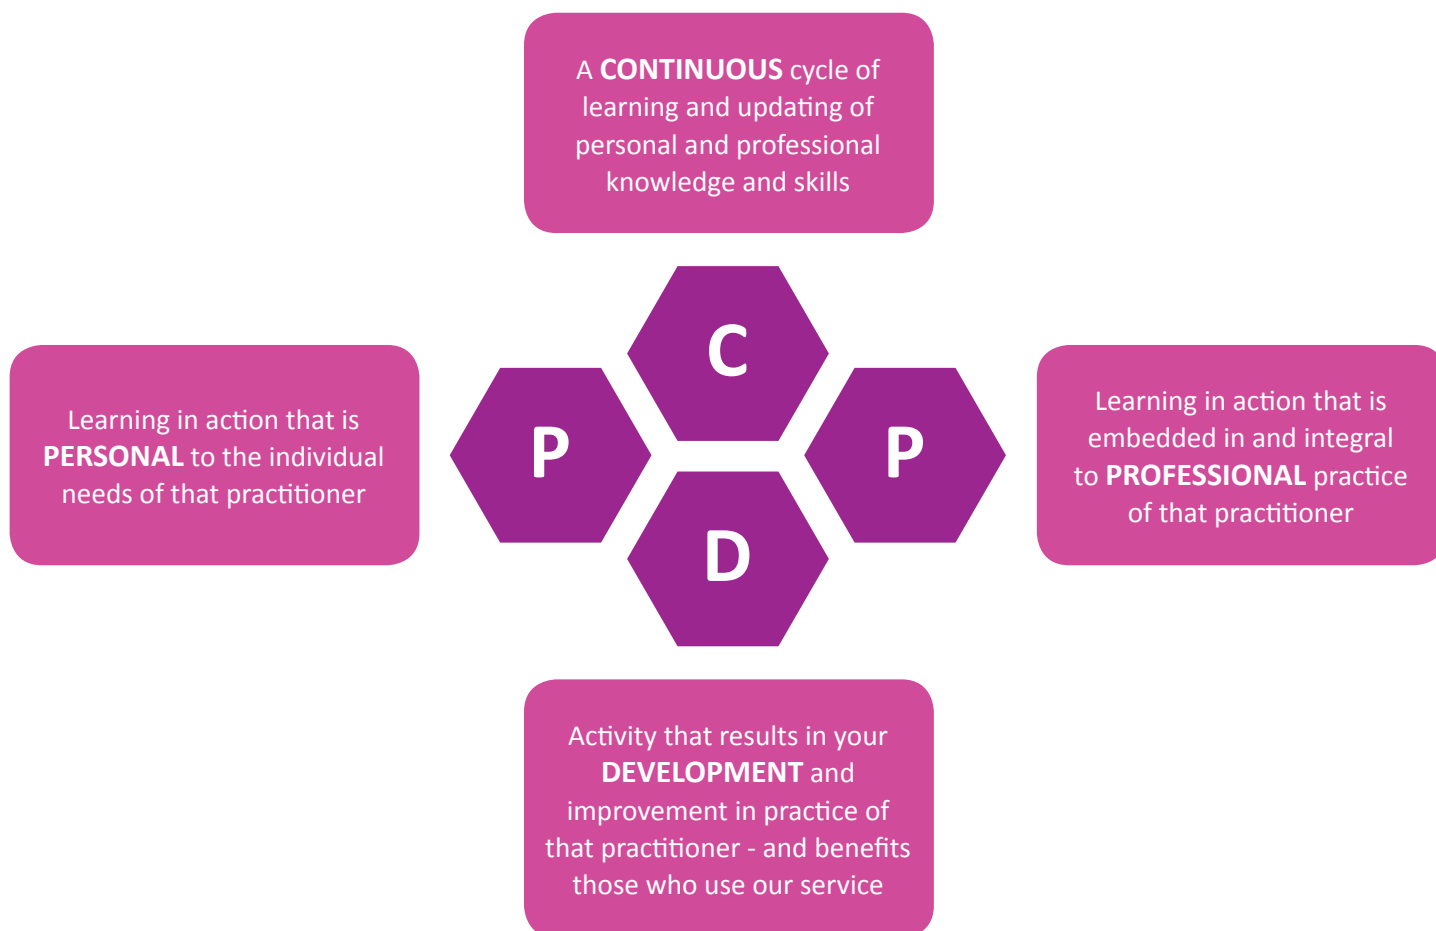 A CONTINUOUS cycle of
learning and updating of
personal and professional
knowledge and skills
C
Learning in action that is
PERSONAL to the individual
needs of that practitioner
P
P
Learning in action that is
embedded in and integral
to PROFESSIONAL practice
of that practitioner
D
Activity that results in your
DEVELOPMENT and
improvement in practice of
that practitioner - and benefits
those who use our service